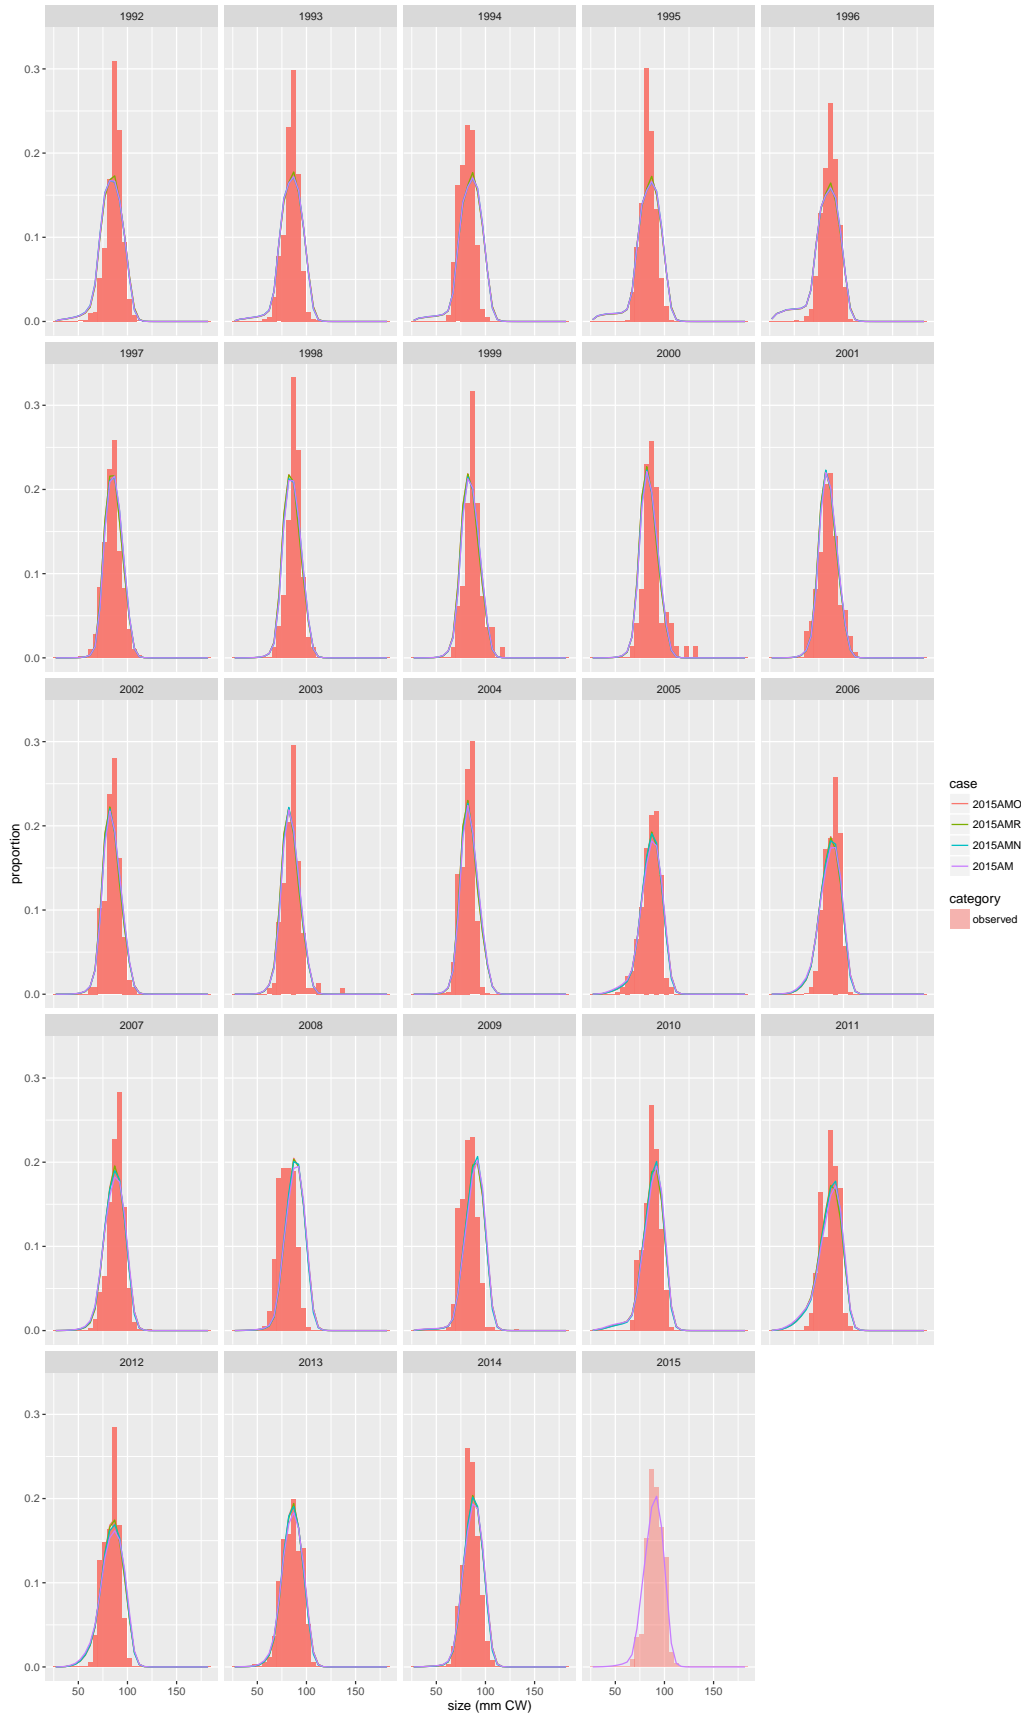 1992 1993 1994 1995 1996
0.3
0.2
0.1
0.0
1997 1998 1999 2000 2001
0.3
0.2
0.1
0.0
2002 2003 2004 2005 2006
0.3
0.2
0.1
0.0
2007 2008 2009 2010 2011
0.3
0.2
0.1
0.0
2012 2013 2014 2015
0.3
0.2
0.1
0.0
50 100 150 50 100 150 50 100 150 50 100 150
size (mm CW)
proportion
case
2015AMO
2015AMR
2015AMN
2015AM
category
observed